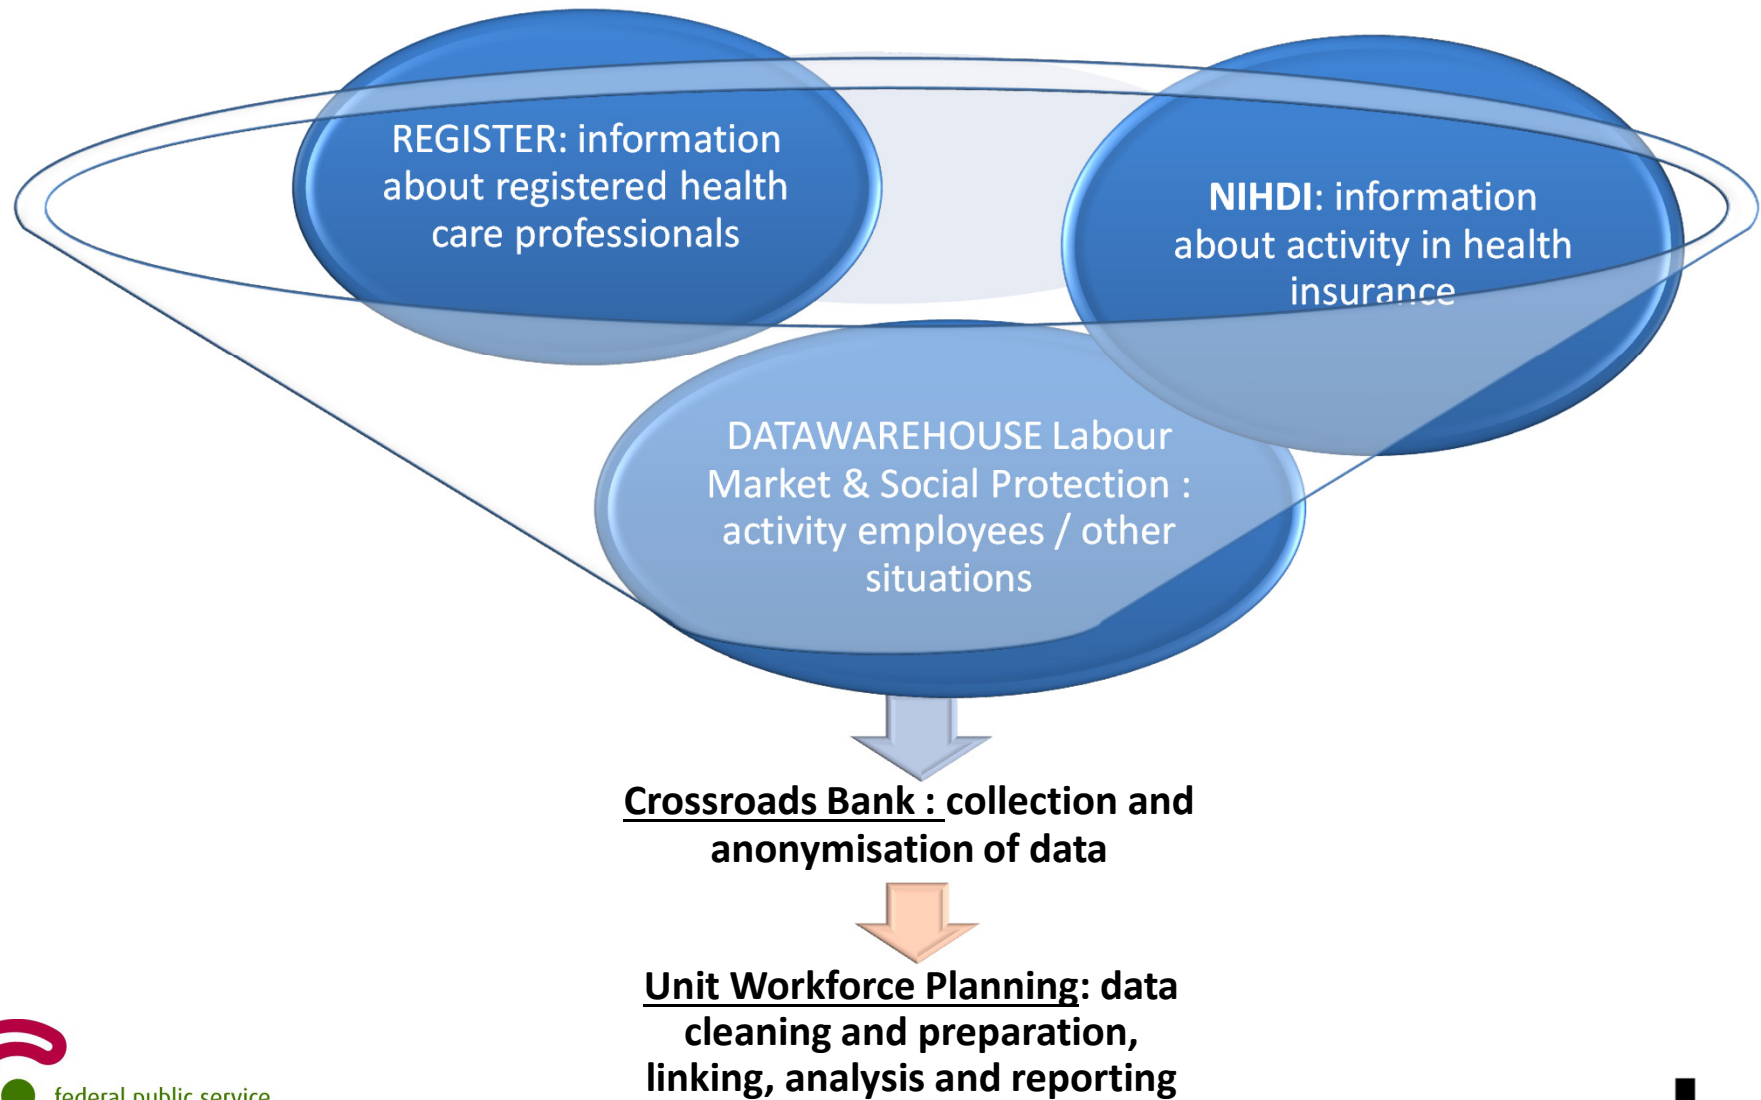 REGISTER: information
about registered health
care professionals
NIHDI: information
about activity in health
insurance
DATAWAREHOUSE Labour
Market & Social Protection :
activity employees / other
situations
Crossroads Bank : collection and
anonymisation of data
Unit Workforce Planning: data
cleaning and preparation,
linking, analysis and reporting
federal public service